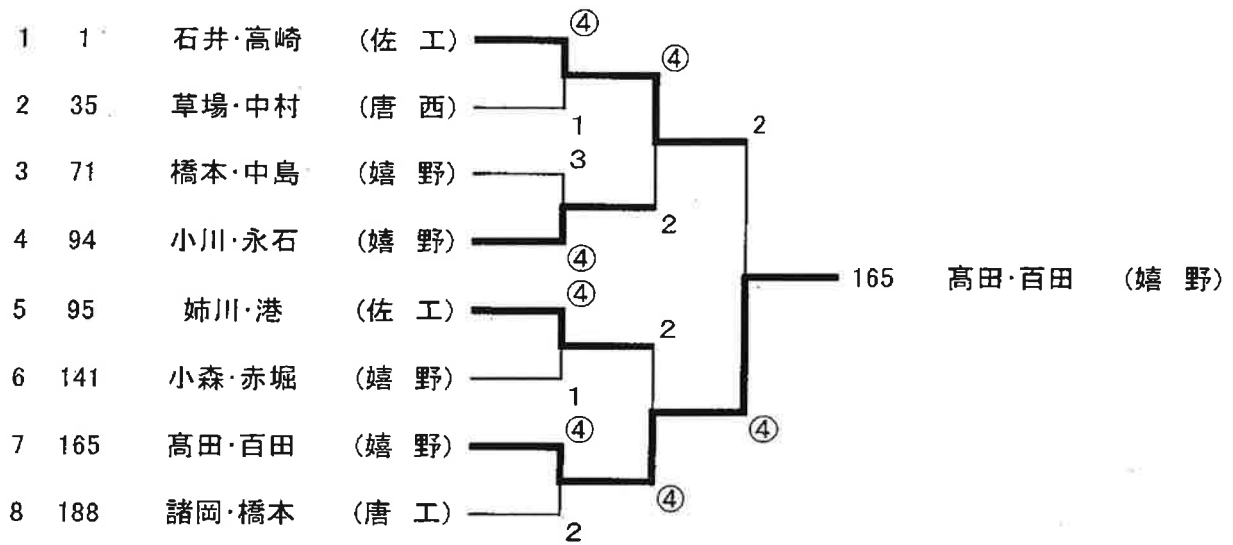 ④
1 1 石井・高崎 (佐 工)
④
2 35 草場・中村 (唐 西)
1
2
3
3 71 橋本・中島 (嬉 野)
2
4 94 小川・永石 (嬉 野)
④
165 髙田・百田 (嬉 野)
④
5 95 姉川・港 (佐 工)
2
6 141 小森・赤堀 (嬉 野)
1
④
④
7 165 髙田・百田 (嬉 野)
④
8 188 諸岡・橋本 (唐 工)
2